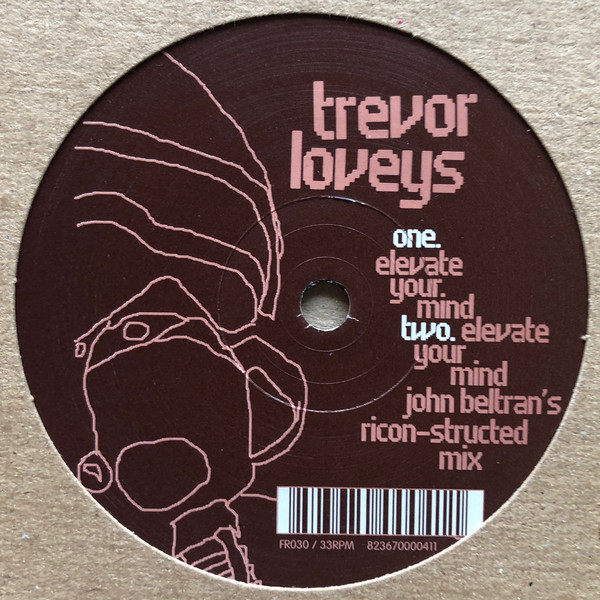 trevor
loveys
one.
elevate
your.
mind
two. elevate
your
mind
john beltran's
ricon-structed
mix
FR030 / 33RPM 823670000411